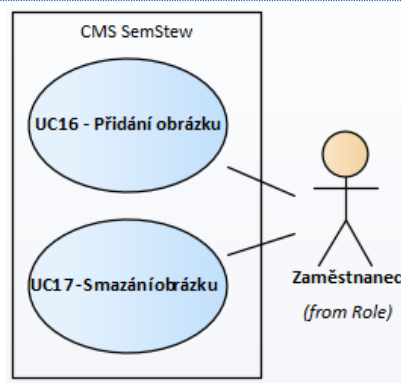 CMS SemStew
UC16 - Přidání obrázku
UC17-Smazáníobrázku
Zaměstnanec
(from Role)